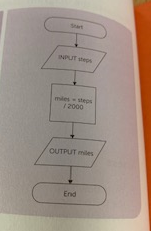 Start
INPUT steps
miles = steps
/ 2000
OUTPUT miles
End